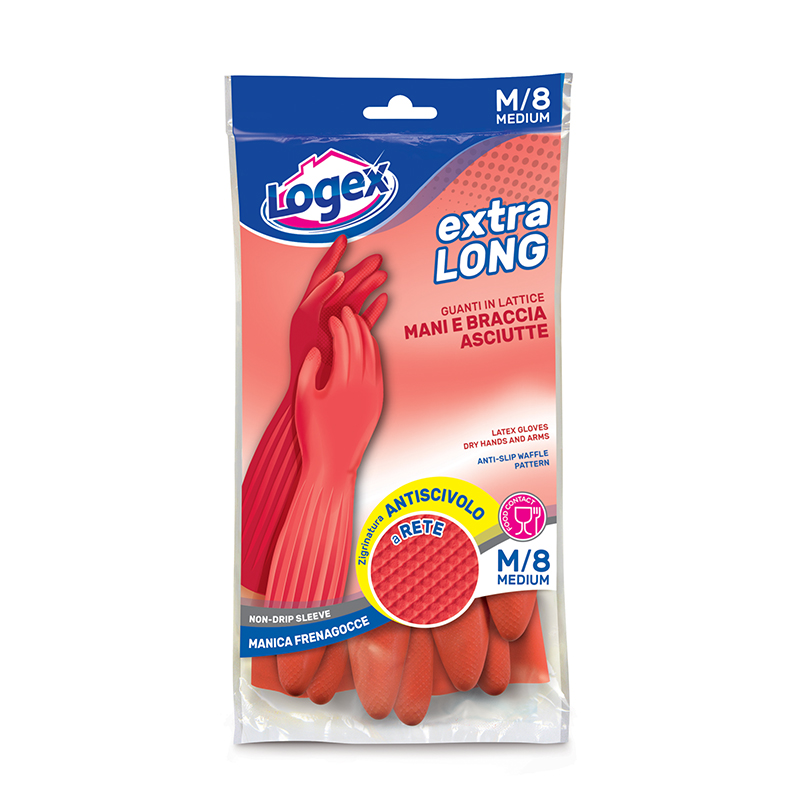 M/8
MEDIUM
Logex
extra
LONG
GUANTI IN LATTICE
MANI E BRACCIA
ASCIUTTE
LATEX GLOVES
DRY HANDS AND ARMS
ANTI-SLIP WAFFLE
PATTERN
Zigrinatura ANTISCIVOLO
a RETE
FOOD CONTACT
M/8
MEDIUM
NON-DRIP SLEEVE
MANICA FRENAGOCCE